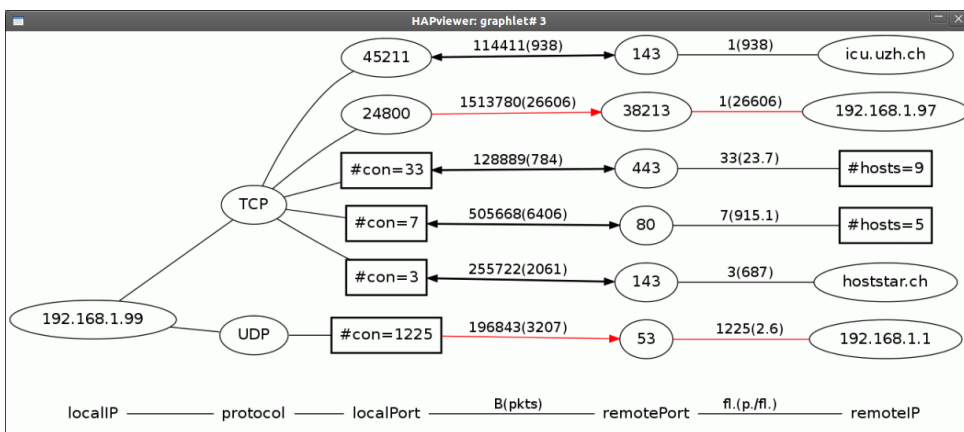 HAPviewer: graphlet# 3
45211 114411(938) 143 1(938) icu.uzh.ch
24800 1513780(26606) 38213 1(26606) 192.168.1.97
#con=33 128889(784) 443 33(23.7) #hosts=9
TCP
#con=7 505668(6406) 80 7(915.1) #hosts=5
#con=3 255722(2061) 143 3(687) hoststar.ch
192.168.1.99
UDP #con=1225 196843(3207) 53 1225(2.6) 192.168.1.1
localIP protocol localPort B(pkts) remotePort fl.(p./fl.) remoteIP